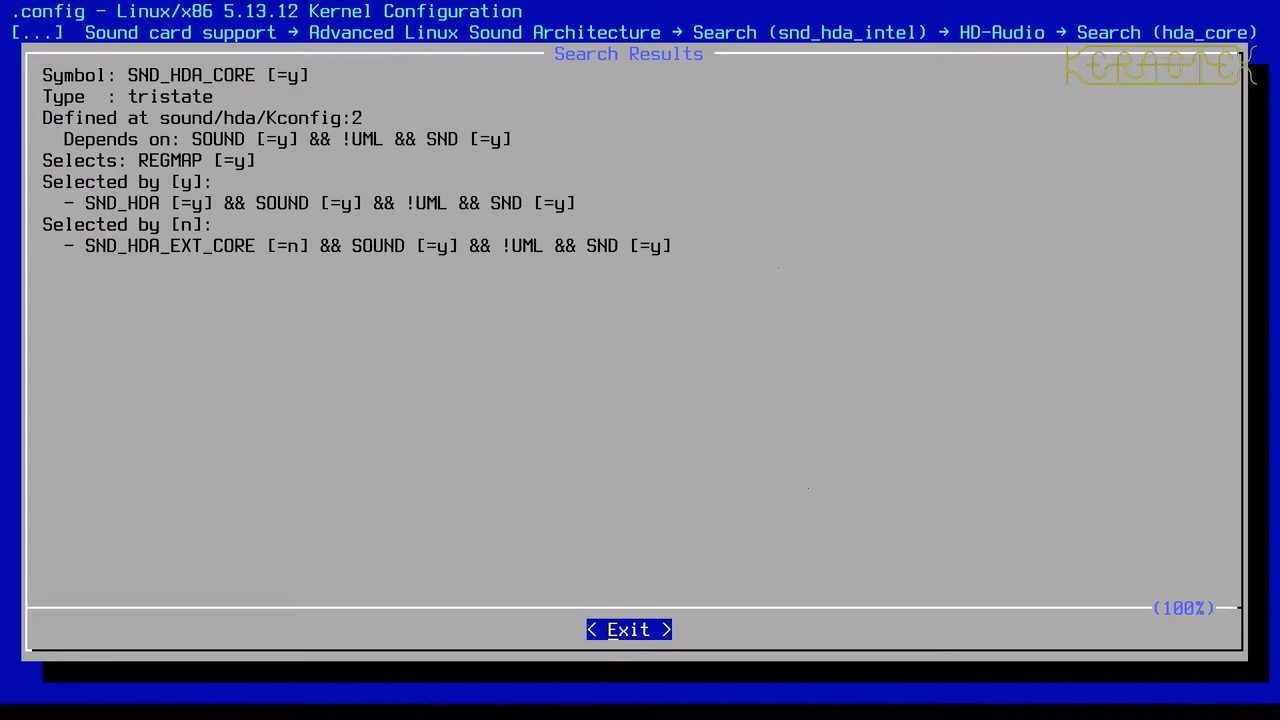 .config - Linux/x86 5.13.12 Kernel Configuration
[...] Sound card support → Advanced Linux Sound Architecture → Search (snd_hda_intel) → HD-Audio → Search (hda_core)
Search Results
KERNOTEX
Symbol: SND_HDA_CORE [=y]
Type  : tristate
Defined at sound/hda/Kconfig:2
  Depends on: SOUND [=y] && !UML && SND [=y]
Selects: REGMAP [=y]
Selected by [y]:
  - SND_HDA [=y] && SOUND [=y] && !UML && SND [=y]
Selected by [n]:
  - SND_HDA_EXT_CORE [=n] && SOUND [=y] && !UML && SND [=y]
(100%)
< Exit >